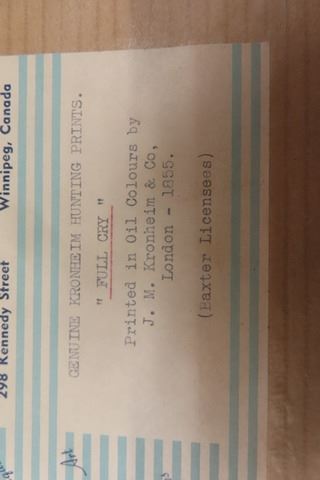 298 Kennedy Street Winnipeg, Canada
GENUINE KRONHEIM HUNTING PRINTS.
" FULL CRY "
Printed in Oil Colours by
J. M. Kronheim & Co,
London - 1855.
(Baxter Licensees)
Art